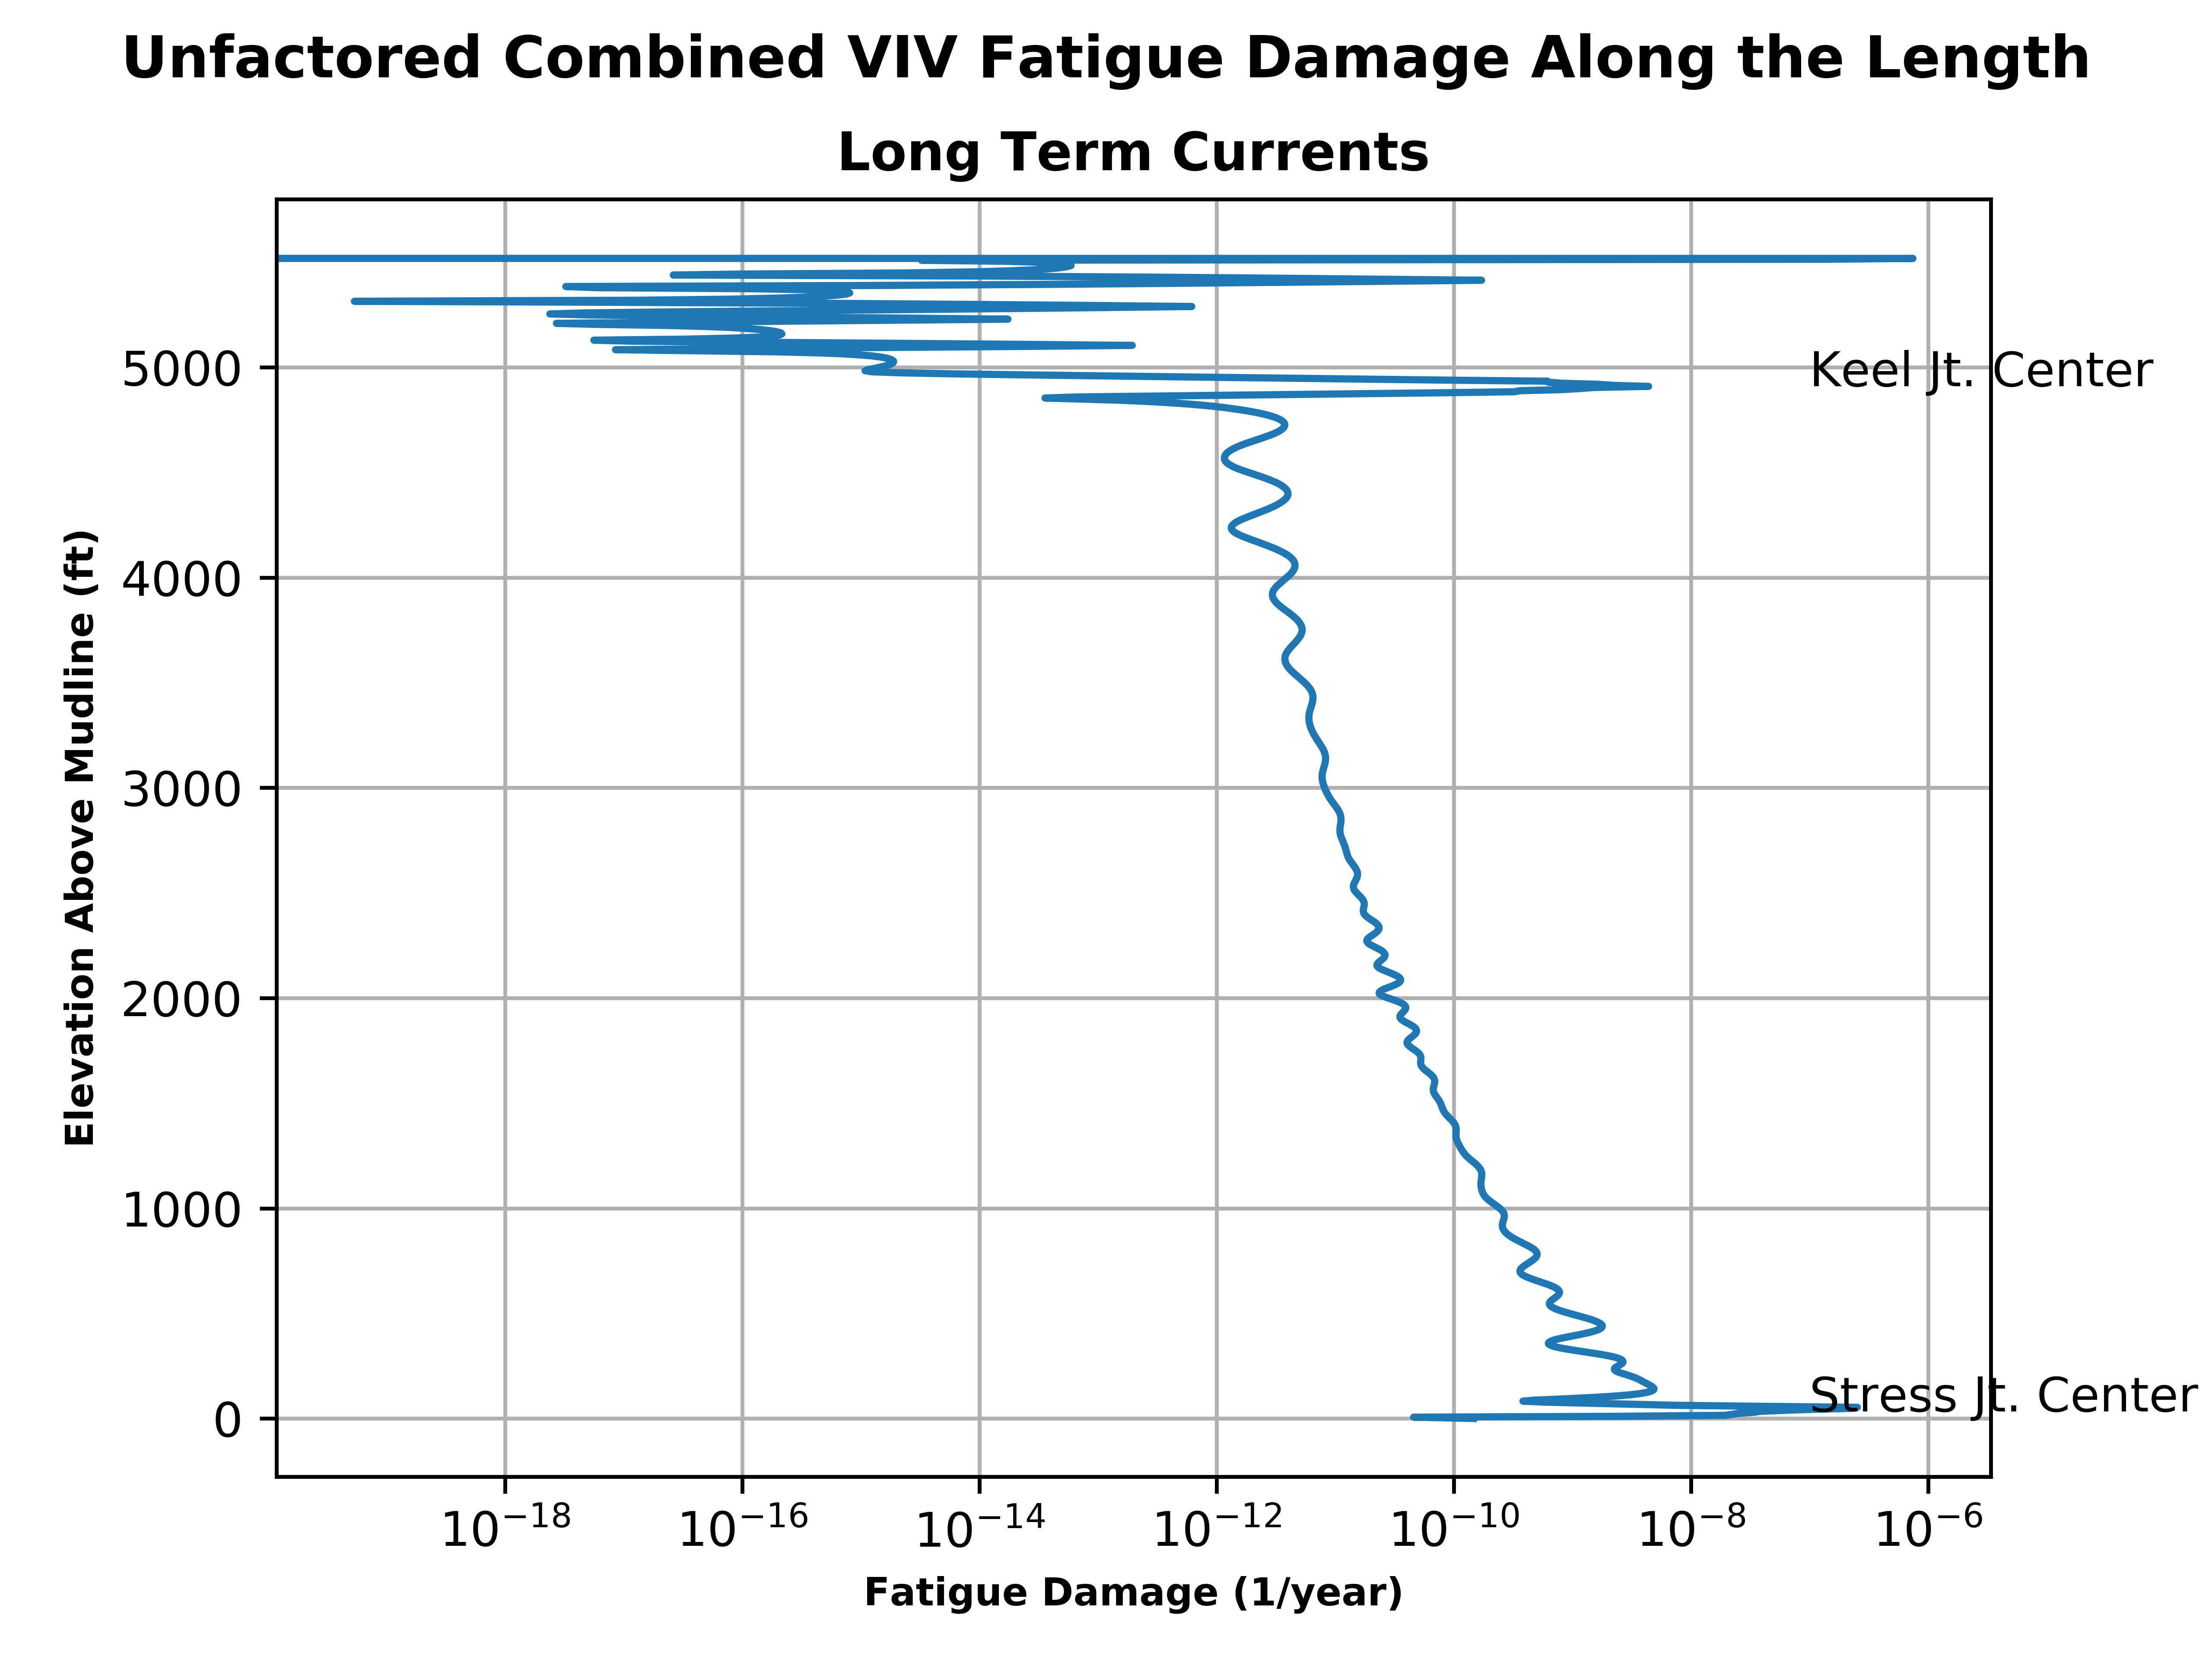 Unfactored Combined VIV Fatigue Damage Along the Length
Long Term Currents
Elevation Above Mudline (ft)
5000
4000
3000
2000
1000
0
Keel Jt. Center
Stress Jt. Center
10⁻¹⁸ 10⁻¹⁶ 10⁻¹⁴ 10⁻¹² 10⁻¹⁰ 10⁻⁸ 10⁻⁶
Fatigue Damage (1/year)